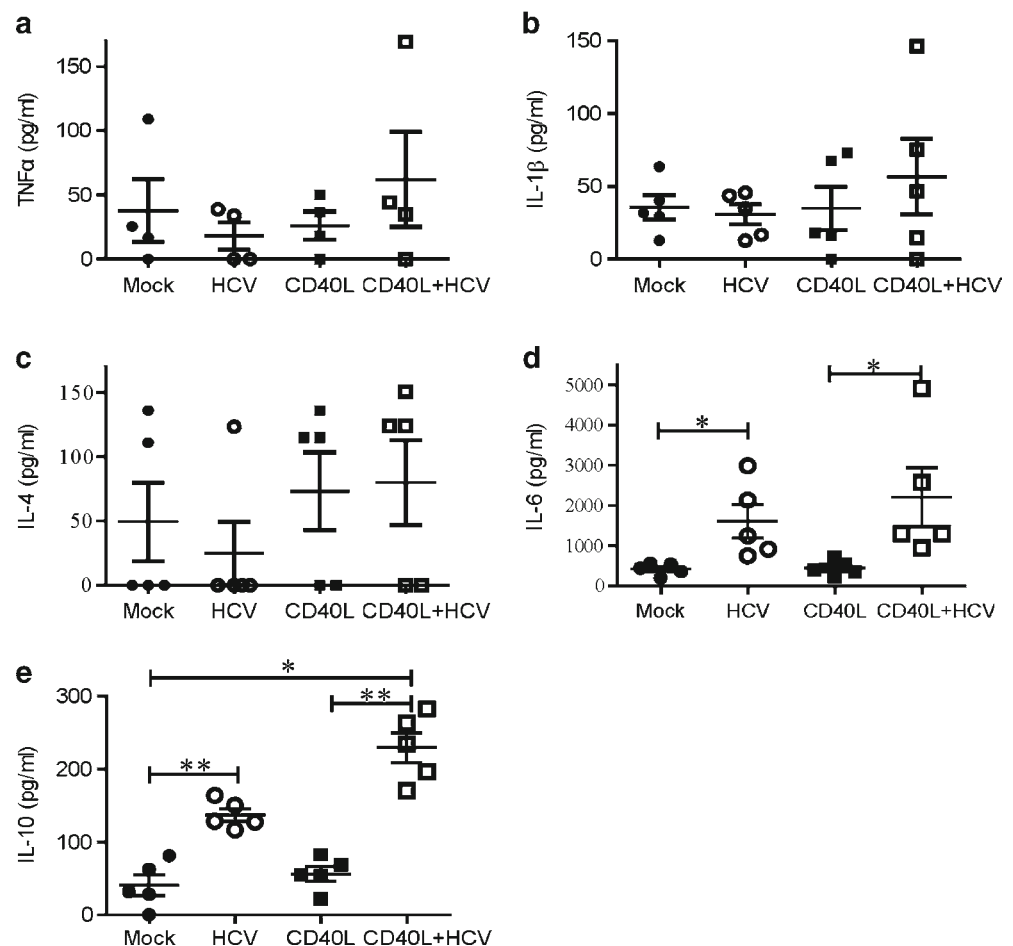 a
TNFα (pg/ml)
150
100
50
0
Mock HCV CD40L CD40L+HCV
b
IL-1β (pg/ml)
150
100
50
0
Mock HCV CD40L CD40L+HCV
c
IL-4 (pg/ml)
150
100
50
0
Mock HCV CD40L CD40L+HCV
d
IL-6 (pg/ml)
5000
4000
3000
2000
1000
0
*
*
Mock HCV CD40L CD40L+HCV
e
IL-10 (pg/ml)
300
200
100
0
*
**
**
Mock HCV CD40L CD40L+HCV